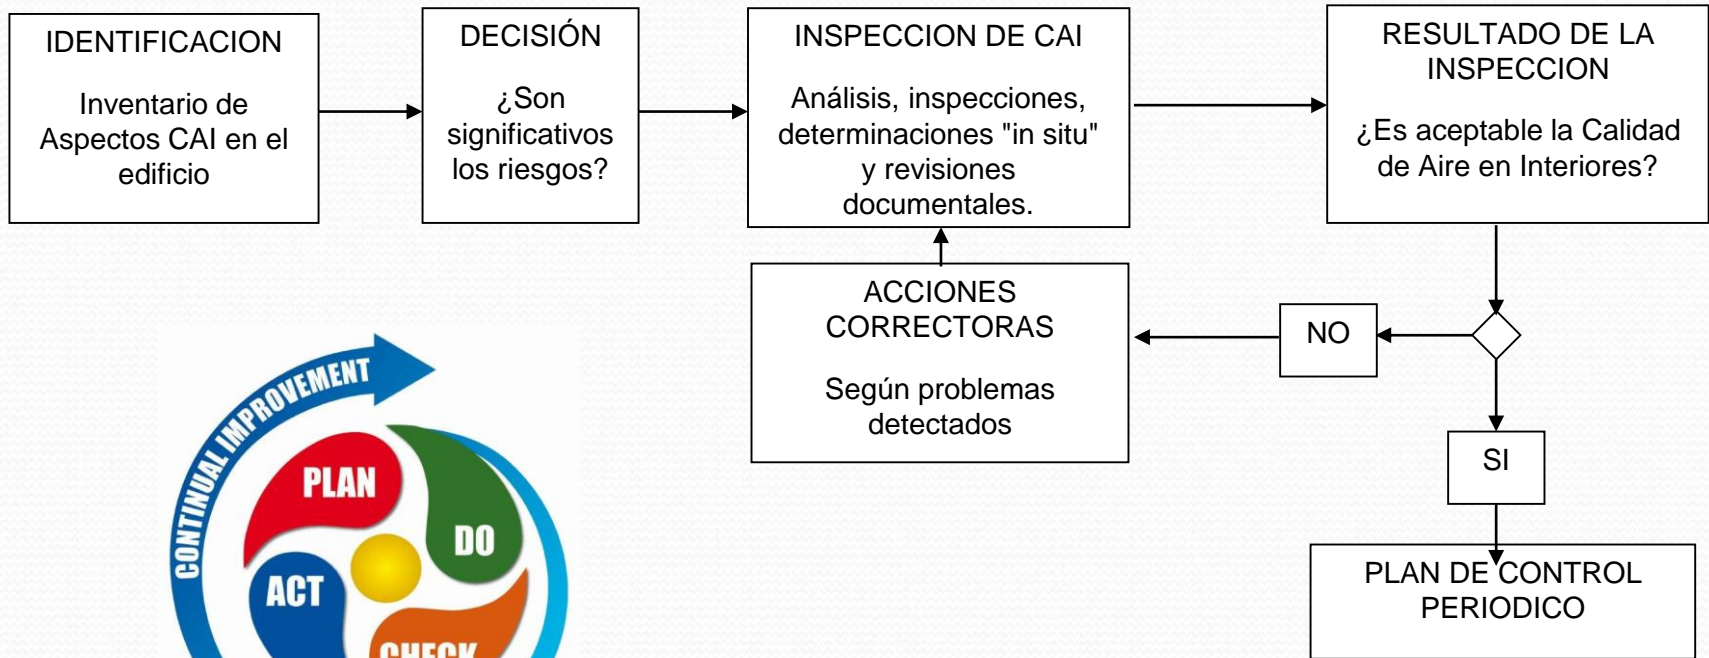 IDENTIFICACION
Inventario de
Aspectos CAI en el
edificio
DECISIÓN
¿Son
significativos
los riesgos?
INSPECCION DE CAI
Análisis, inspecciones,
determinaciones "in situ"
y revisiones
documentales.
RESULTADO DE LA
INSPECCION
¿Es aceptable la Calidad
de Aire en Interiores?
ACCIONES
CORRECTORAS
Según problemas
detectados
NO
SI
PLAN DE CONTROL
PERIODICO
CONTINUAL IMPROVEMENT
PLAN
DO
ACT
CHECK